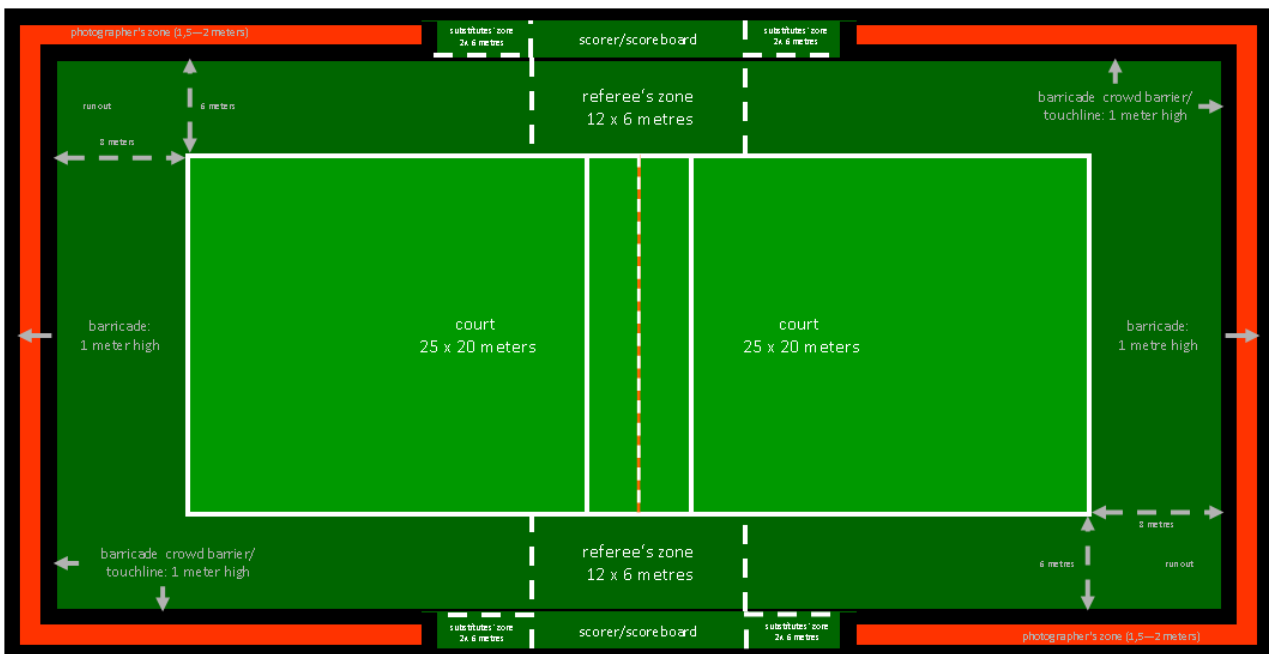 photographer's zone (1,5—2 meters)
substitutes' zone
2x 6 metres
scorer/scoreboard
substitutes' zone
2x 6 metres
run out
6 meters
8 meters
referee's zone
12 x 6 metres
barricade crowd barrier/
touchline: 1 meter high
barricade:
1 meter high
court
25 x 20 meters
court
25 x 20 meters
barricade:
1 metre high
barricade crowd barrier/
touchline: 1 meter high
referee's zone
12 x 6 metres
8 metres
6 metres
run out
substitutes' zone
2x 6 metres
scorer/scoreboard
substitutes' zone
2x 6 metres
photographer's zone (1,5—2 meters)